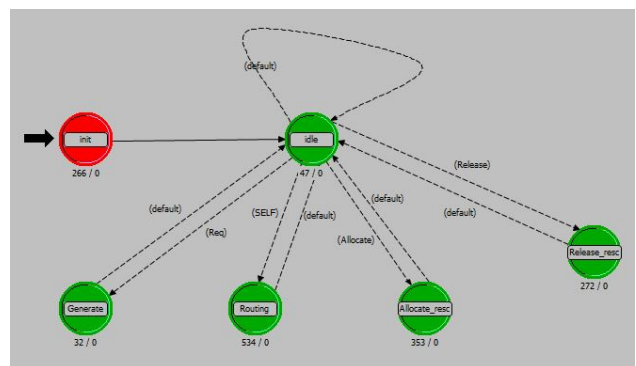 (default)
init
idle
266 / 0
47 / 0
(Release)
(default)
(SELF)
(default)
(default)
(default)
(Req)
(Allocate)
Release_resc
272 / 0
Generate
Routing
Allocate_resc
32 / 0
534 / 0
353 / 0